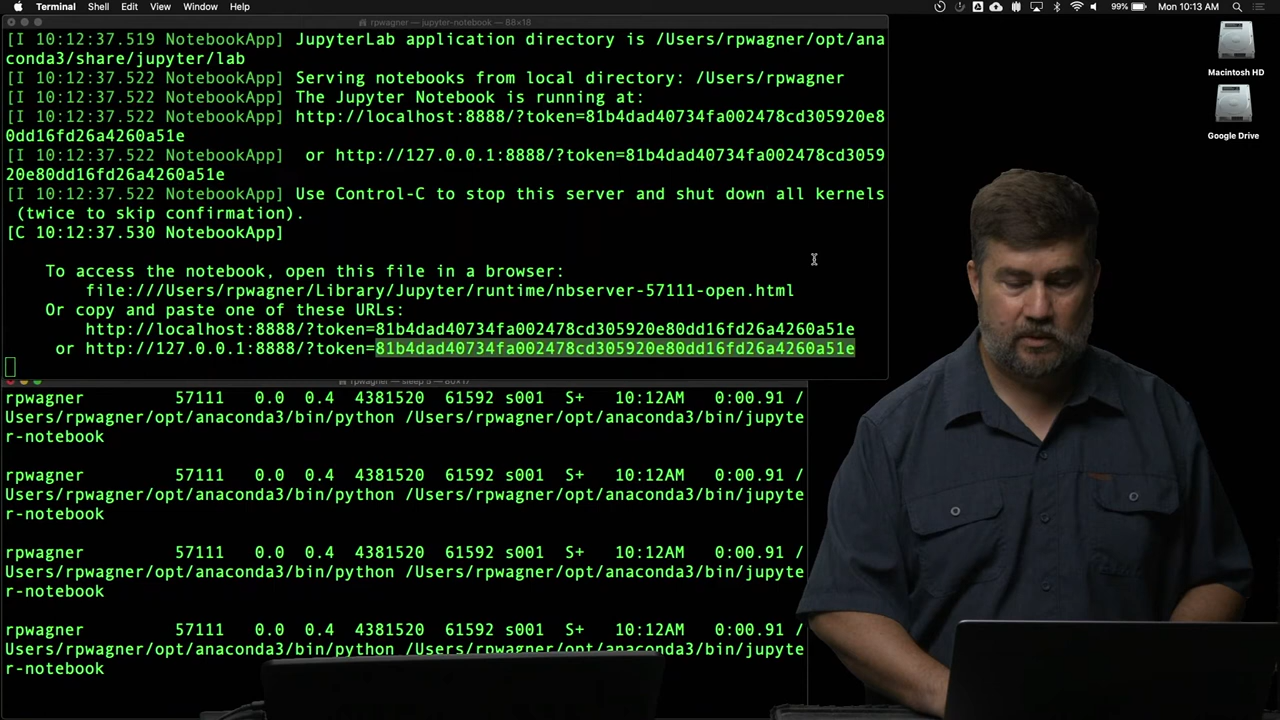 Terminal Shell Edit View Window Help 99% Mon 10:13 AM
rpwagner — jupyter-notebook — 88×18
[I 10:12:37.519 NotebookApp] JupyterLab application directory is /Users/rpwagner/opt/ana
conda3/share/jupyter/lab
[I 10:12:37.522 NotebookApp] Serving notebooks from local directory: /Users/rpwagner
[I 10:12:37.522 NotebookApp] The Jupyter Notebook is running at:
[I 10:12:37.522 NotebookApp] http://localhost:8888/?token=81b4dad40734fa002478cd305920e8
0dd16fd26a4260a51e
[I 10:12:37.522 NotebookApp]  or http://127.0.0.1:8888/?token=81b4dad40734fa002478cd3059
20e80dd16fd26a4260a51e
[I 10:12:37.522 NotebookApp] Use Control-C to stop this server and shut down all kernels
(twice to skip confirmation).
[C 10:12:37.530 NotebookApp]
To access the notebook, open this file in a browser:
file:///Users/rpwagner/Library/Jupyter/runtime/nbserver-57111-open.html
Or copy and paste one of these URLs:
http://localhost:8888/?token=81b4dad40734fa002478cd305920e80dd16fd26a4260a51e
or http://127.0.0.1:8888/?token=81b4dad40734fa002478cd305920e80dd16fd26a4260a51e
rpwagner — sleep 5 — 80×17
rpwagner 57111 0.0 0.4 4381520 61592 s001 S+ 10:12AM 0:00.91 /
Users/rpwagner/opt/anaconda3/bin/python /Users/rpwagner/opt/anaconda3/bin/jupyte
r-notebook
rpwagner 57111 0.0 0.4 4381520 61592 s001 S+ 10:12AM 0:00.91 /
Users/rpwagner/opt/anaconda3/bin/python /Users/rpwagner/opt/anaconda3/bin/jupyte
r-notebook
rpwagner 57111 0.0 0.4 4381520 61592 s001 S+ 10:12AM 0:00.91 /
Users/rpwagner/opt/anaconda3/bin/python /Users/rpwagner/opt/anaconda3/bin/jupyte
r-notebook
rpwagner 57111 0.0 0.4 4381520 61592 s001 S+ 10:12AM 0:00.91 /
Users/rpwagner/opt/anaconda3/bin/python /Users/rpwagner/opt/anaconda3/bin/jupyte
r-notebook
Macintosh HD
Google Drive